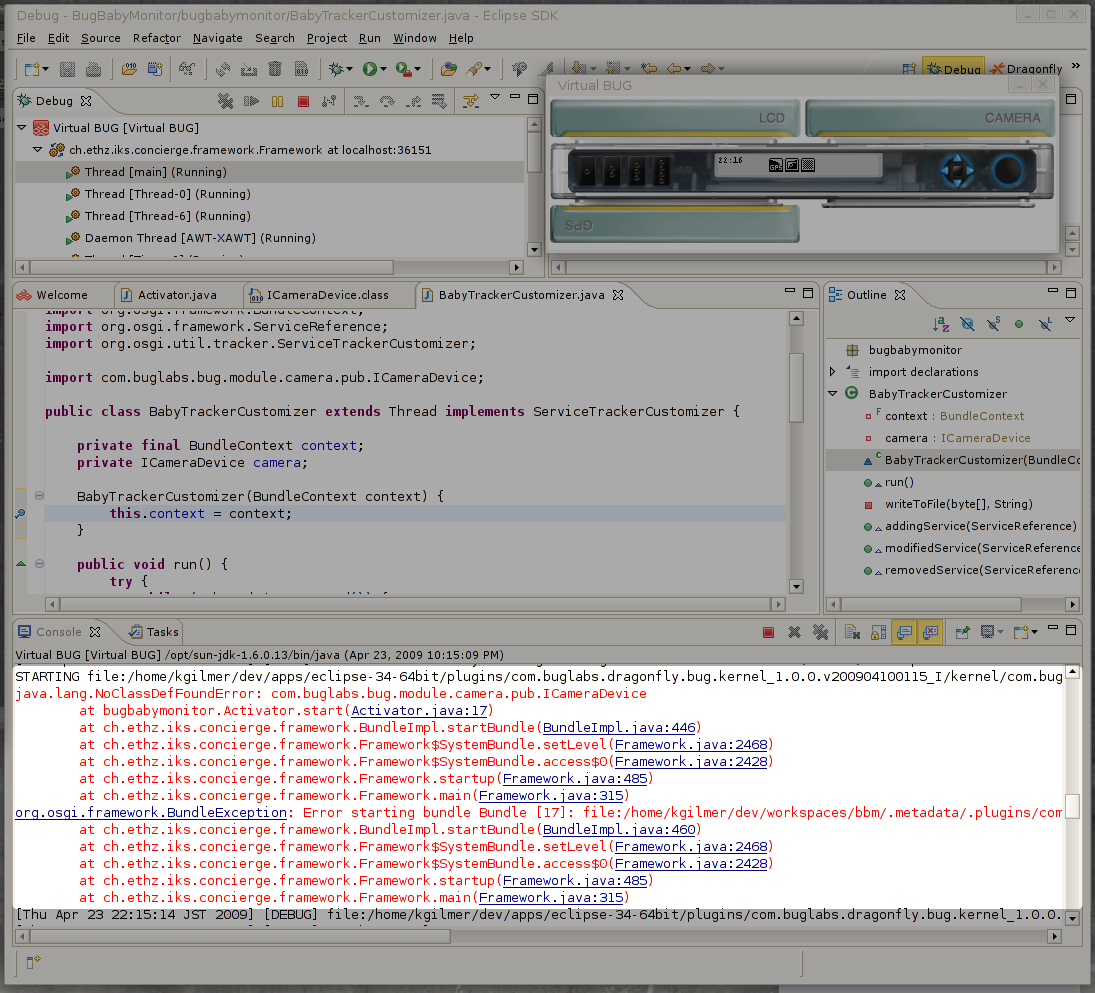 Debug - BugBabyMonitor/bugbabymonitor/BabyTrackerCustomizer.java - Eclipse SDK
File Edit Source Refactor Navigate Search Project Run Window Help
Debug Dragonfly »
Debug
Virtual BUG [Virtual BUG]
ch.ethz.iks.concierge.framework.Framework at localhost:36151
Thread [main] (Running)
Thread [Thread-0] (Running)
Thread [Thread-6] (Running)
Daemon Thread [AWT-XAWT] (Running)
Virtual BUG
LCD CAMERA
22:16 GPS
GPS
Welcome Activator.java ICameraDevice.class BabyTrackerCustomizer.java
import org.osgi.framework.BundleContext;
import org.osgi.framework.ServiceReference;
import org.osgi.util.tracker.ServiceTrackerCustomizer;
import com.buglabs.bug.module.camera.pub.ICameraDevice;
public class BabyTrackerCustomizer extends Thread implements ServiceTrackerCustomizer {
private final BundleContext context;
private ICameraDevice camera;
BabyTrackerCustomizer(BundleContext context) {
this.context = context;
}
public void run() {
try {
Outline
bugbabymonitor
import declarations
BabyTrackerCustomizer
context : BundleContext
camera : ICameraDevice
BabyTrackerCustomizer(BundleCo
run()
writeToFile(byte[], String)
addingService(ServiceReference)
modifiedService(ServiceReference
removedService(ServiceReference
Console Tasks
Virtual BUG [Virtual BUG] /opt/sun-jdk-1.6.0.13/bin/java (Apr 23, 2009 10:15:09 PM)
STARTING file:/home/kgilmer/dev/apps/eclipse-34-64bit/plugins/com.buglabs.dragonfly.bug.kernel_1.0.0.v200904100115_I/kernel/com.bug
java.lang.NoClassDefFoundError: com.buglabs.bug.module.camera.pub.ICameraDevice
at bugbabymonitor.Activator.start(Activator.java:17)
at ch.ethz.iks.concierge.framework.BundleImpl.startBundle(BundleImpl.java:446)
at ch.ethz.iks.concierge.framework.Framework$SystemBundle.setLevel(Framework.java:2468)
at ch.ethz.iks.concierge.framework.Framework$SystemBundle.access$0(Framework.java:2428)
at ch.ethz.iks.concierge.framework.Framework.startup(Framework.java:485)
at ch.ethz.iks.concierge.framework.Framework.main(Framework.java:315)
org.osgi.framework.BundleException: Error starting bundle Bundle [17]: file:/home/kgilmer/dev/workspaces/bbm/.metadata/.plugins/com
at ch.ethz.iks.concierge.framework.BundleImpl.startBundle(BundleImpl.java:460)
at ch.ethz.iks.concierge.framework.Framework$SystemBundle.setLevel(Framework.java:2468)
at ch.ethz.iks.concierge.framework.Framework$SystemBundle.access$0(Framework.java:2428)
at ch.ethz.iks.concierge.framework.Framework.startup(Framework.java:485)
at ch.ethz.iks.concierge.framework.Framework.main(Framework.java:315)
[Thu Apr 23 22:15:14 JST 2009] [DEBUG] file:/home/kgilmer/dev/apps/eclipse-34-64bit/plugins/com.buglabs.dragonfly.bug.kernel_1.0.0.